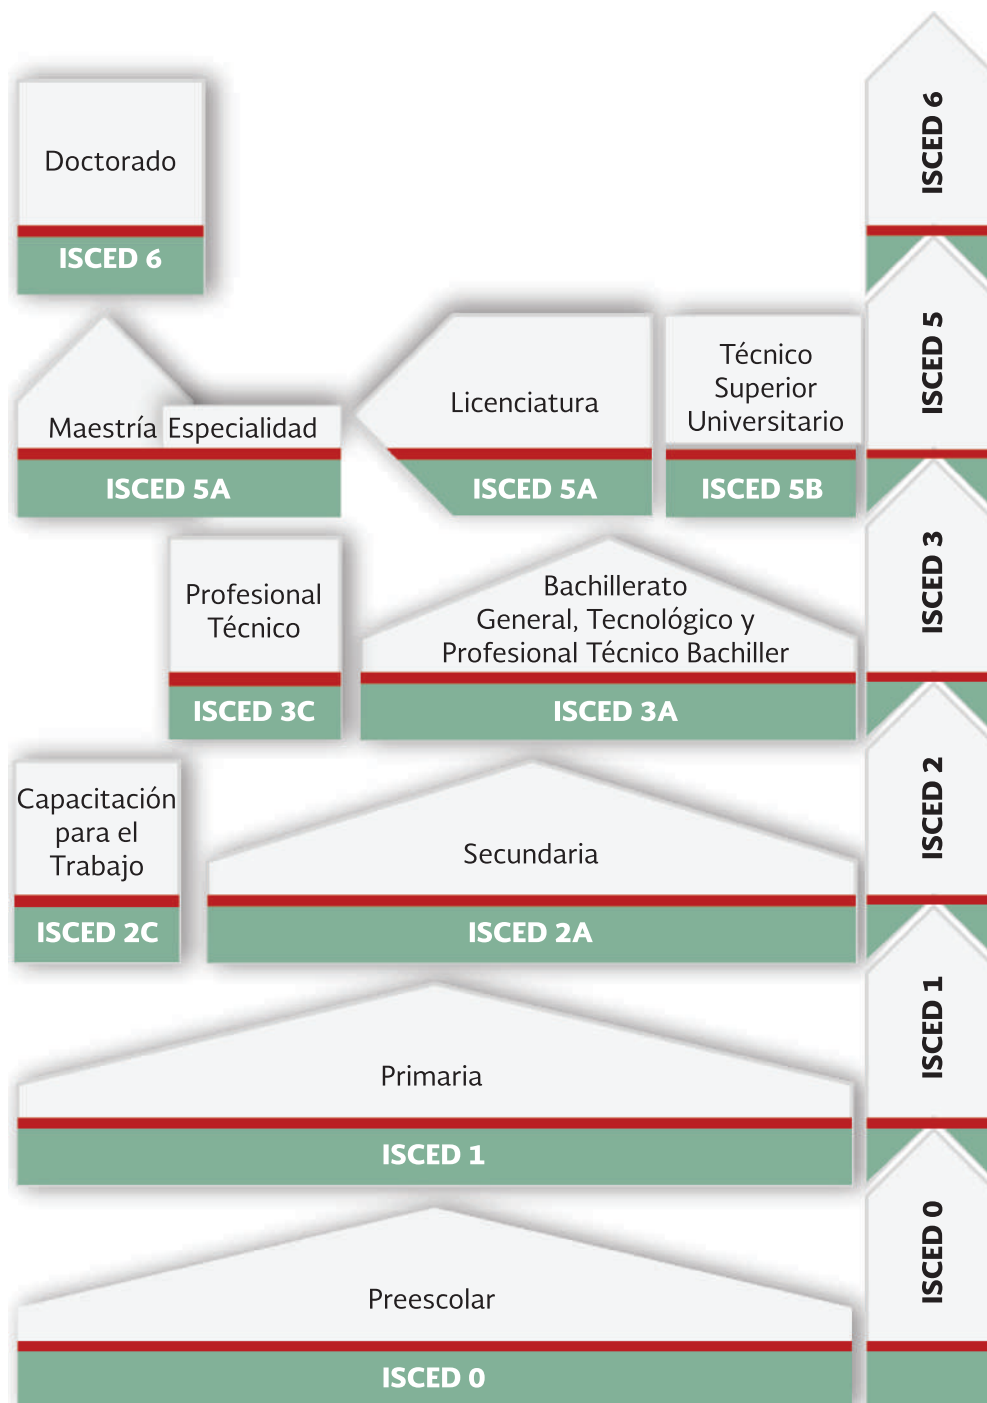 Doctorado
ISCED 6
ISCED 6
Maestría
Especialidad
ISCED 5A
Licenciatura
ISCED 5A
Técnico
Superior
Universitario
ISCED 5B
ISCED 5
Profesional
Técnico
ISCED 3C
Bachillerato
General, Tecnológico y
Profesional Técnico Bachiller
ISCED 3A
ISCED 3
Capacitación
para el
Trabajo
ISCED 2C
Secundaria
ISCED 2A
ISCED 2
Primaria
ISCED 1
ISCED 1
Preescolar
ISCED 0
ISCED 0